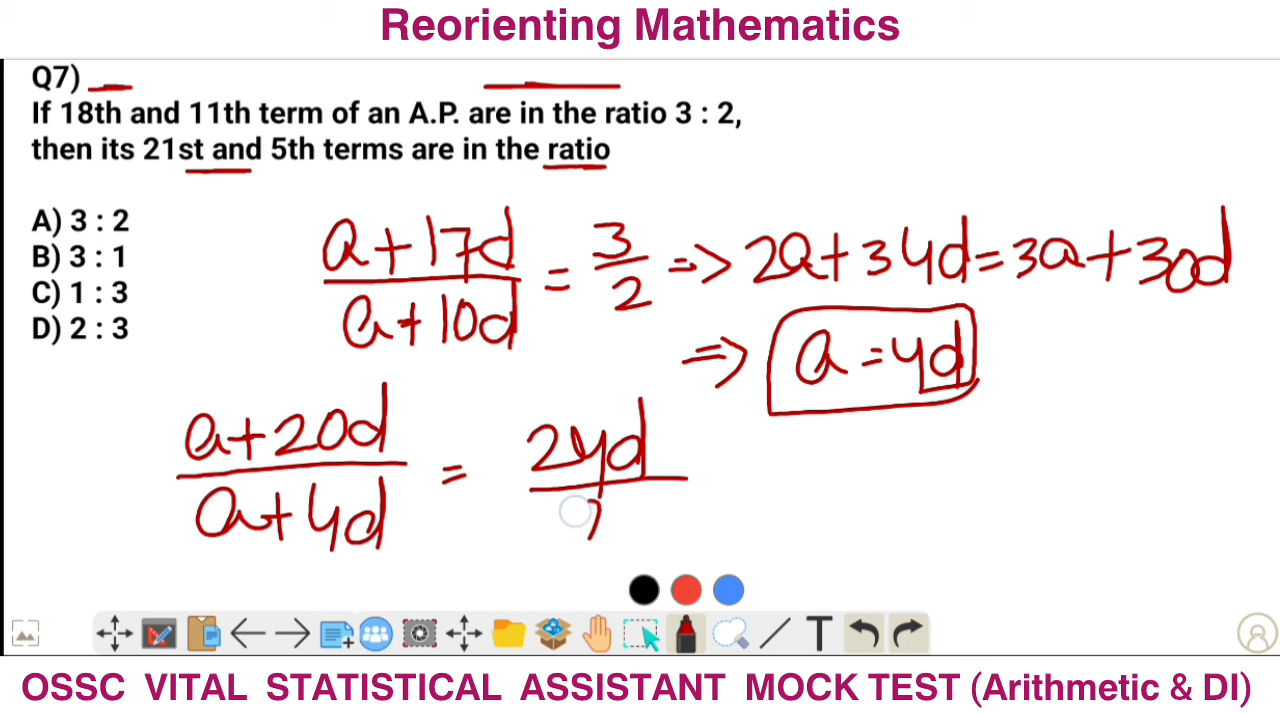 Reorienting Mathematics
Q7)
If 18th and 11th term of an A.P. are in the ratio 3 : 2,
then its 21st and 5th terms are in the ratio
A) 3 : 2
B) 3 : 1
C) 1 : 3
D) 2 : 3
a+17d / a+10d = 3/2 => 2a+34d=3a+30d
=> a=4d
a+20d / a+4d = 24d /
T
OSSC VITAL STATISTICAL ASSISTANT MOCK TEST (Arithmetic & DI)